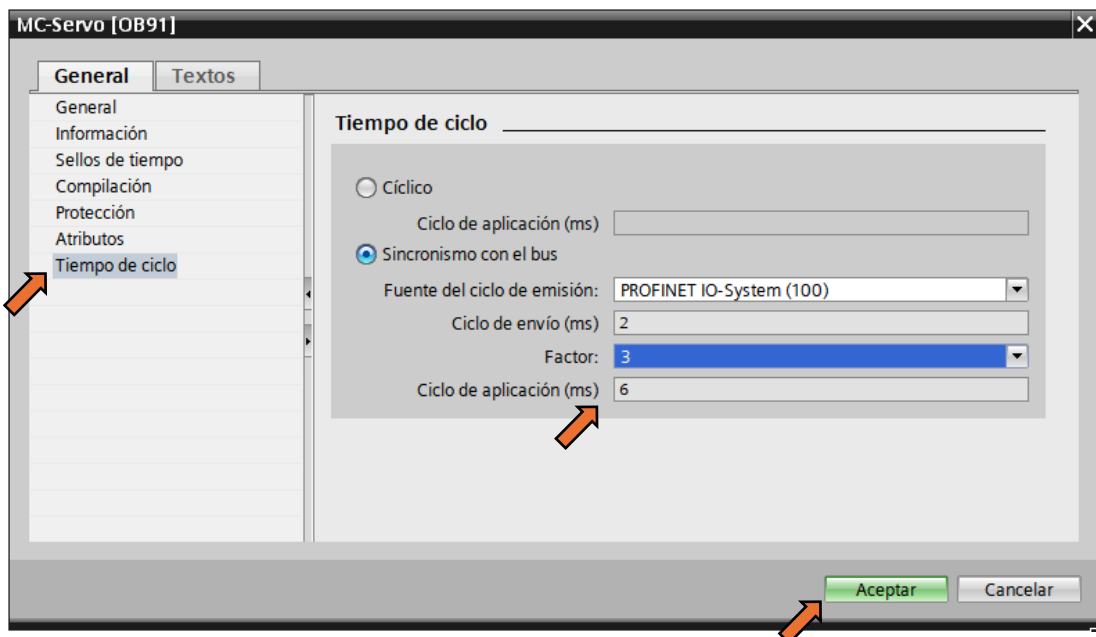 MC-Servo [OB91]
General Textos
General
Información
Sellos de tiempo
Compilación
Protección
Atributos
Tiempo de ciclo
Tiempo de ciclo
Cíclico
Ciclo de aplicación (ms)
Sincronismo con el bus
Fuente del ciclo de emisión: PROFINET IO-System (100)
Ciclo de envío (ms) 2
Factor: 3
Ciclo de aplicación (ms) 6
Aceptar Cancelar